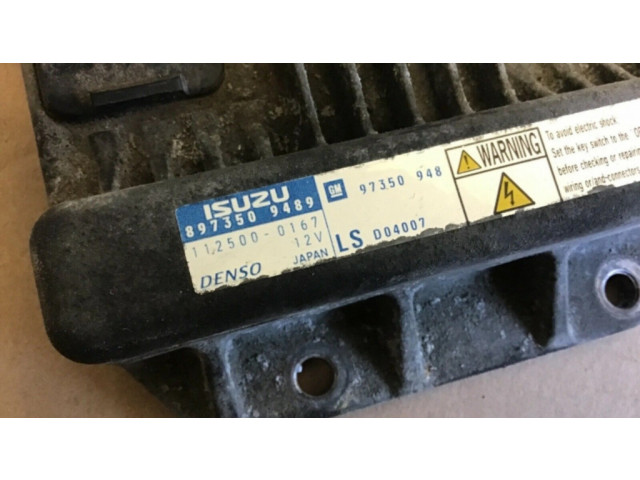 ISUZU
897350 9489
112500-0167
12V
DENSO JAPAN
GM 97350 948
LS D04007
WARNING
To avoid electric shock
Set the key switch to the
before checking or repairing
wiring or/and connectors